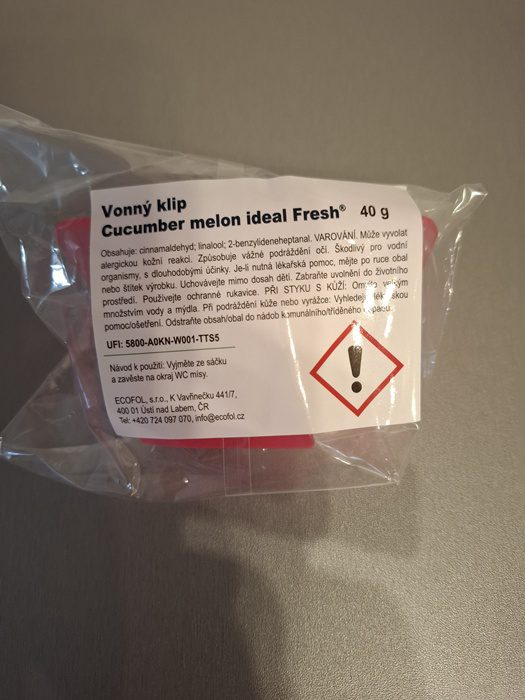 Vonný klip
Cucumber melon ideal Fresh® 40 g
Obsahuje: cinnamaldehyd; linalool; 2-benzylideneheptanal. VAROVÁNÍ. Může vyvolat
alergickou kožní reakci. Způsobuje vážné podráždění očí. Škodlivý pro vodní
organismy, s dlouhodobými účinky. Je-li nutná lékařská pomoc, mějte po ruce obal
nebo štítek výrobku. Uchovávejte mimo dosah dětí. Zabraňte uvolnění do životního
prostředí. Používejte ochranné rukavice. PŘI STYKU S KŮŽÍ: Omyjte velkým
množstvím vody a mýdla. Při podráždění kůže nebo vyrážce: Vyhledejte lékařskou
pomoc/ošetření. Odstraňte obsah/obal do nádob komunálního/tříděného odpadu.
UFI: 5800-A0KN-W001-TTS5
Návod k použití: Vyjměte ze sáčku
a zavěste na okraj WC mísy.
ECOFOL, s.r.o., K Vavřinečku 441/7,
400 01 Ústí nad Labem, ČR
Tel: +420 724 097 070, info@ecofol.cz